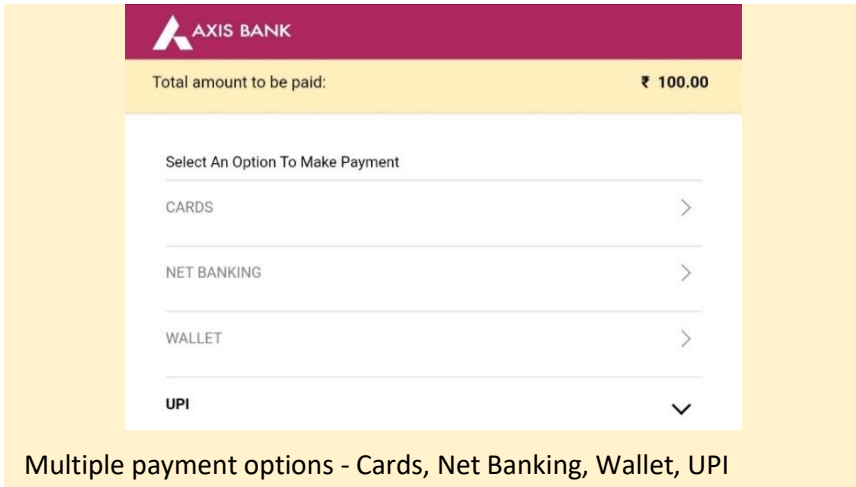 AXIS BANK
Total amount to be paid: ₹ 100.00
Select An Option To Make Payment
CARDS
NET BANKING
WALLET
UPI
Multiple payment options - Cards, Net Banking, Wallet, UPI